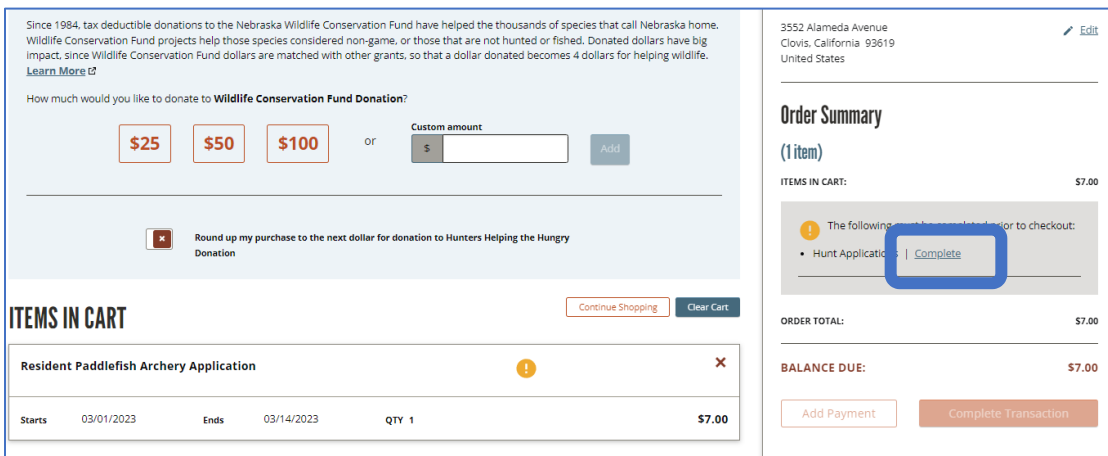 Since 1984, tax deductible donations to the Nebraska Wildlife Conservation Fund have helped the thousands of species that call Nebraska home.
Wildlife Conservation Fund projects help those species considered non-game, or those that are not hunted or fished. Donated dollars have big
impact, since Wildlife Conservation Fund dollars are matched with other grants, so that a dollar donated becomes 4 dollars for helping wildlife.
Learn More
How much would you like to donate to Wildlife Conservation Fund Donation?
$25
$50
$100
or
Custom amount
$
Add
Round up my purchase to the next dollar for donation to Hunters Helping the Hungry
Donation
ITEMS IN CART
Continue Shopping
Clear Cart
Resident Paddlefish Archery Application
Starts 03/01/2023 Ends 03/14/2023 QTY 1 $7.00
3552 Alameda Avenue
Edit
Clovis, California 93619
United States
Order Summary
(1 item)
ITEMS IN CART: $7.00
The following must be completed prior to checkout:
• Hunt Applications | Complete
ORDER TOTAL: $7.00
BALANCE DUE: $7.00
Add Payment
Complete Transaction